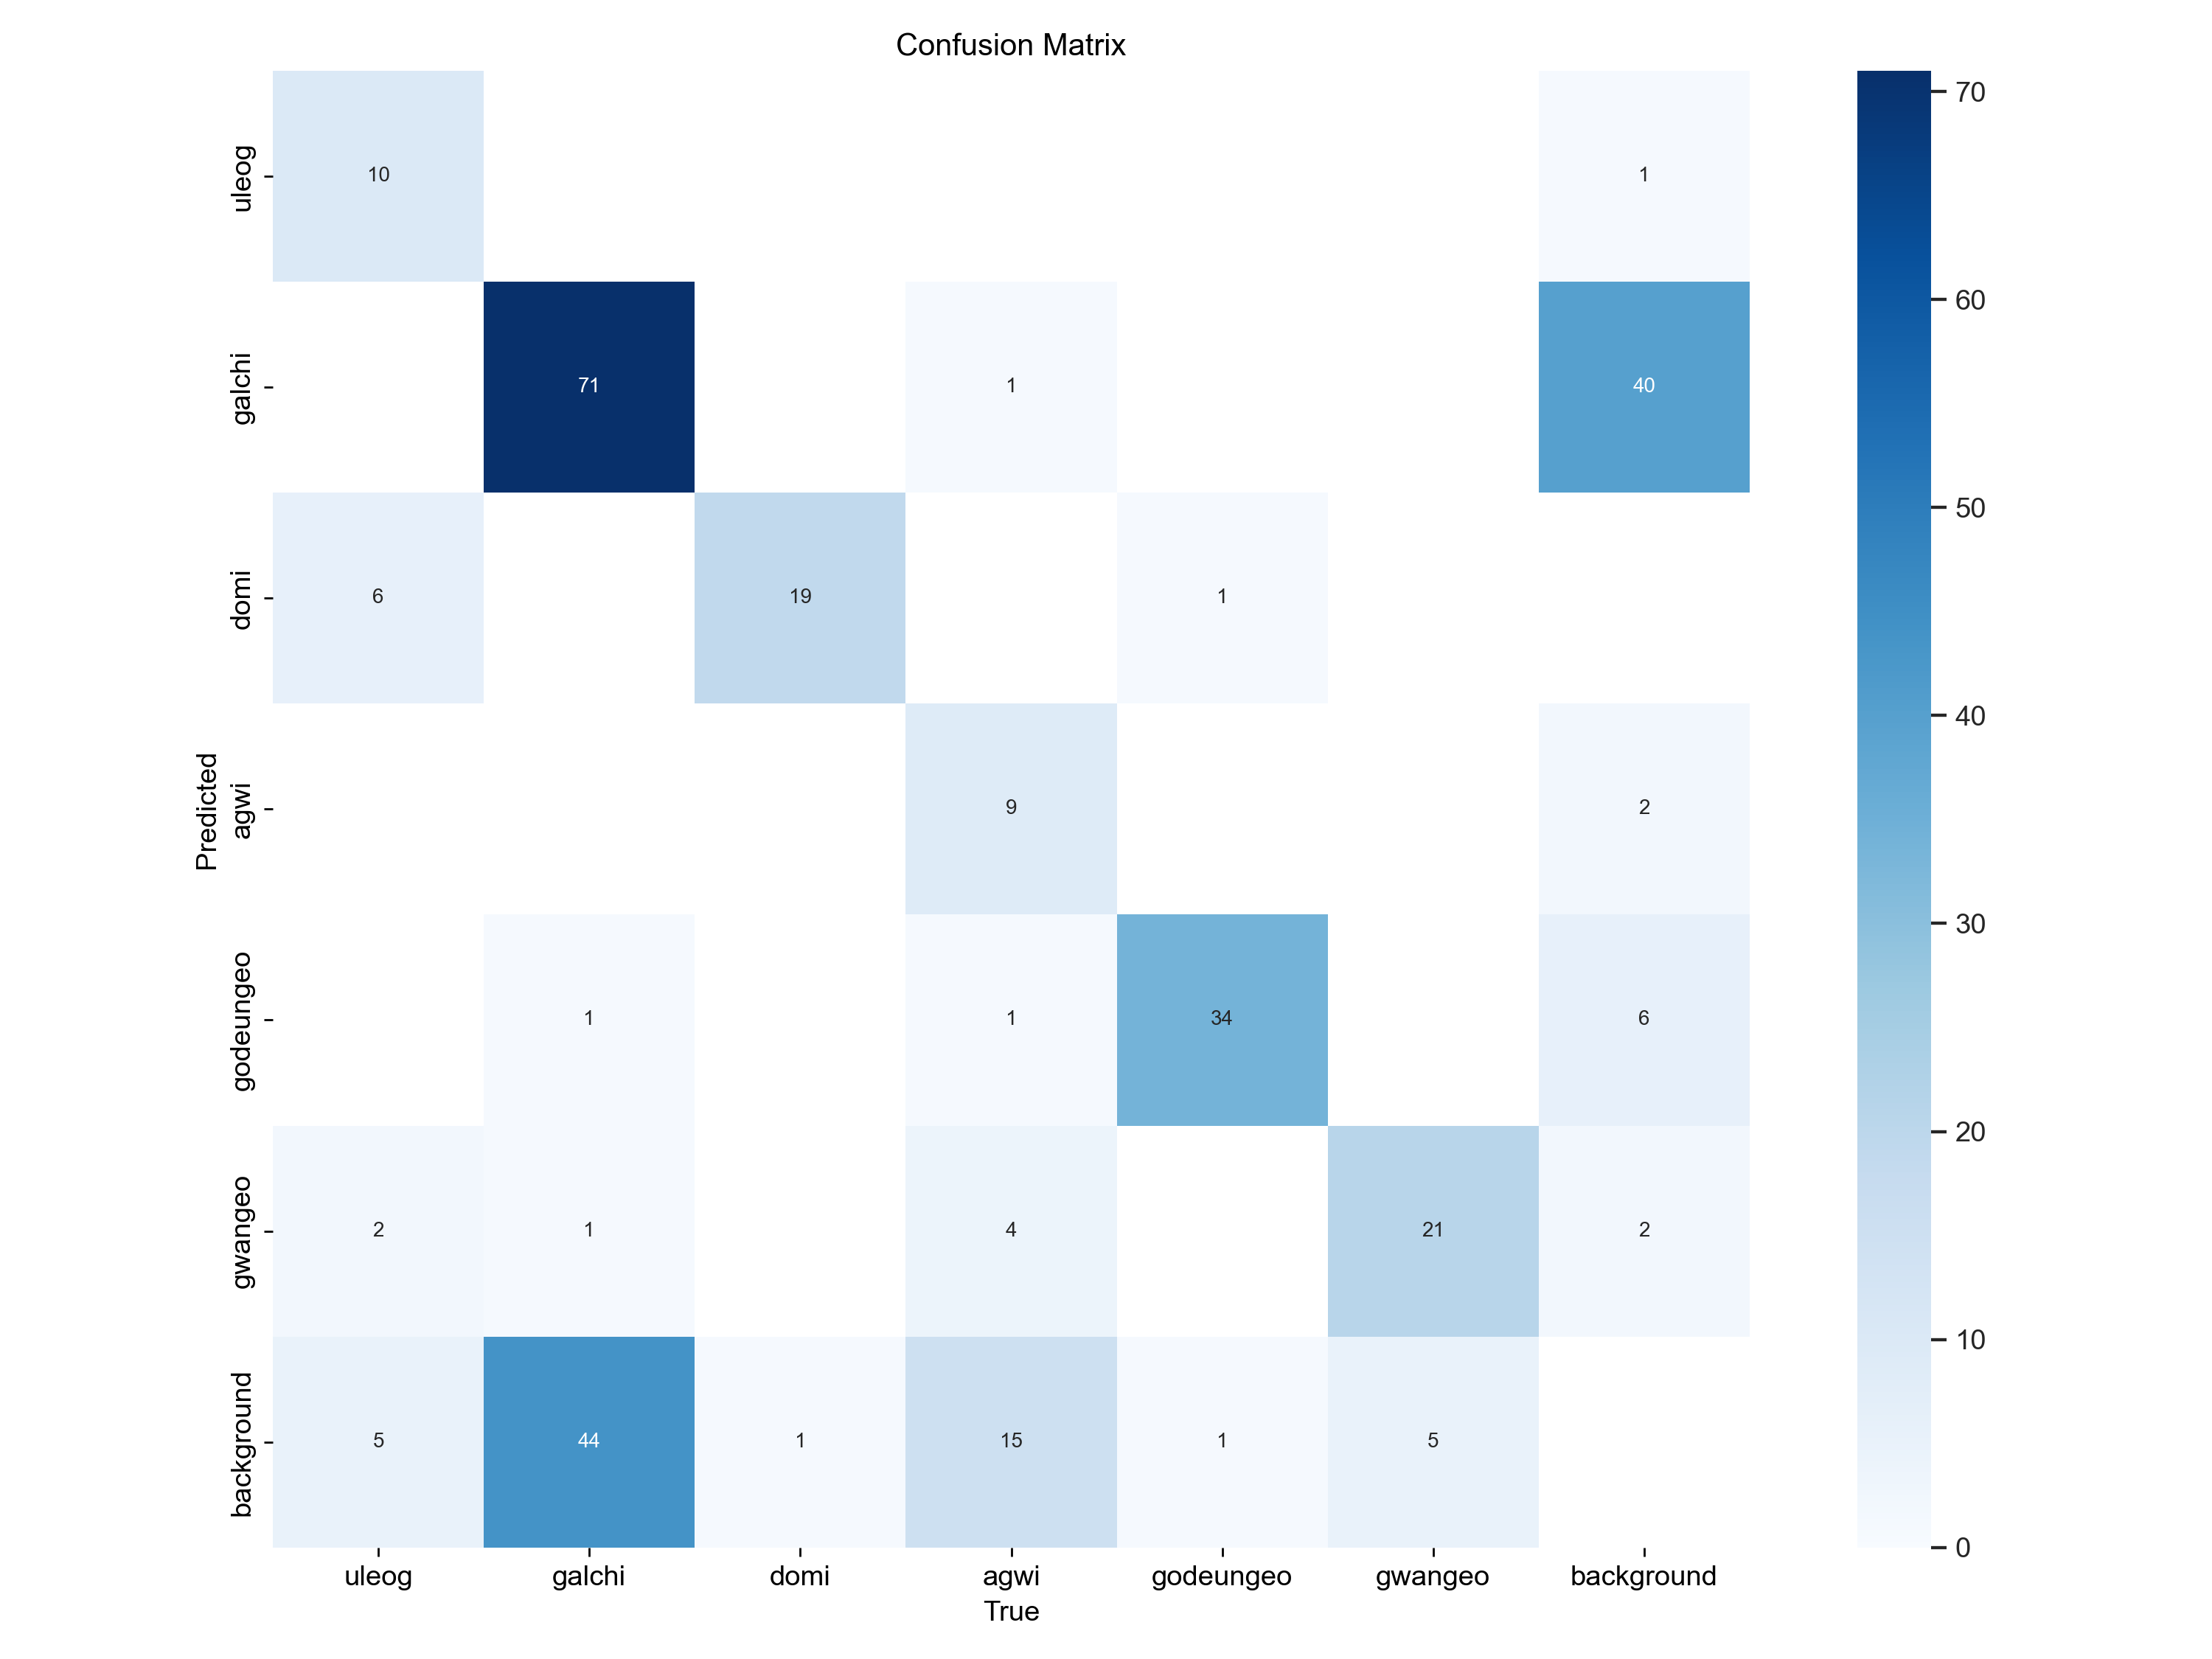 Confusion Matrix
uleog 10 1
galchi 71 1 40
domi 6 19 1
agwi 9 2
godeungeo 1 1 34 6
gwangeo 2 1 4 21 2
background 5 44 1 15 1 5
uleog galchi domi agwi godeungeo gwangeo background
True
Predicted
70
60
50
40
30
20
10
0